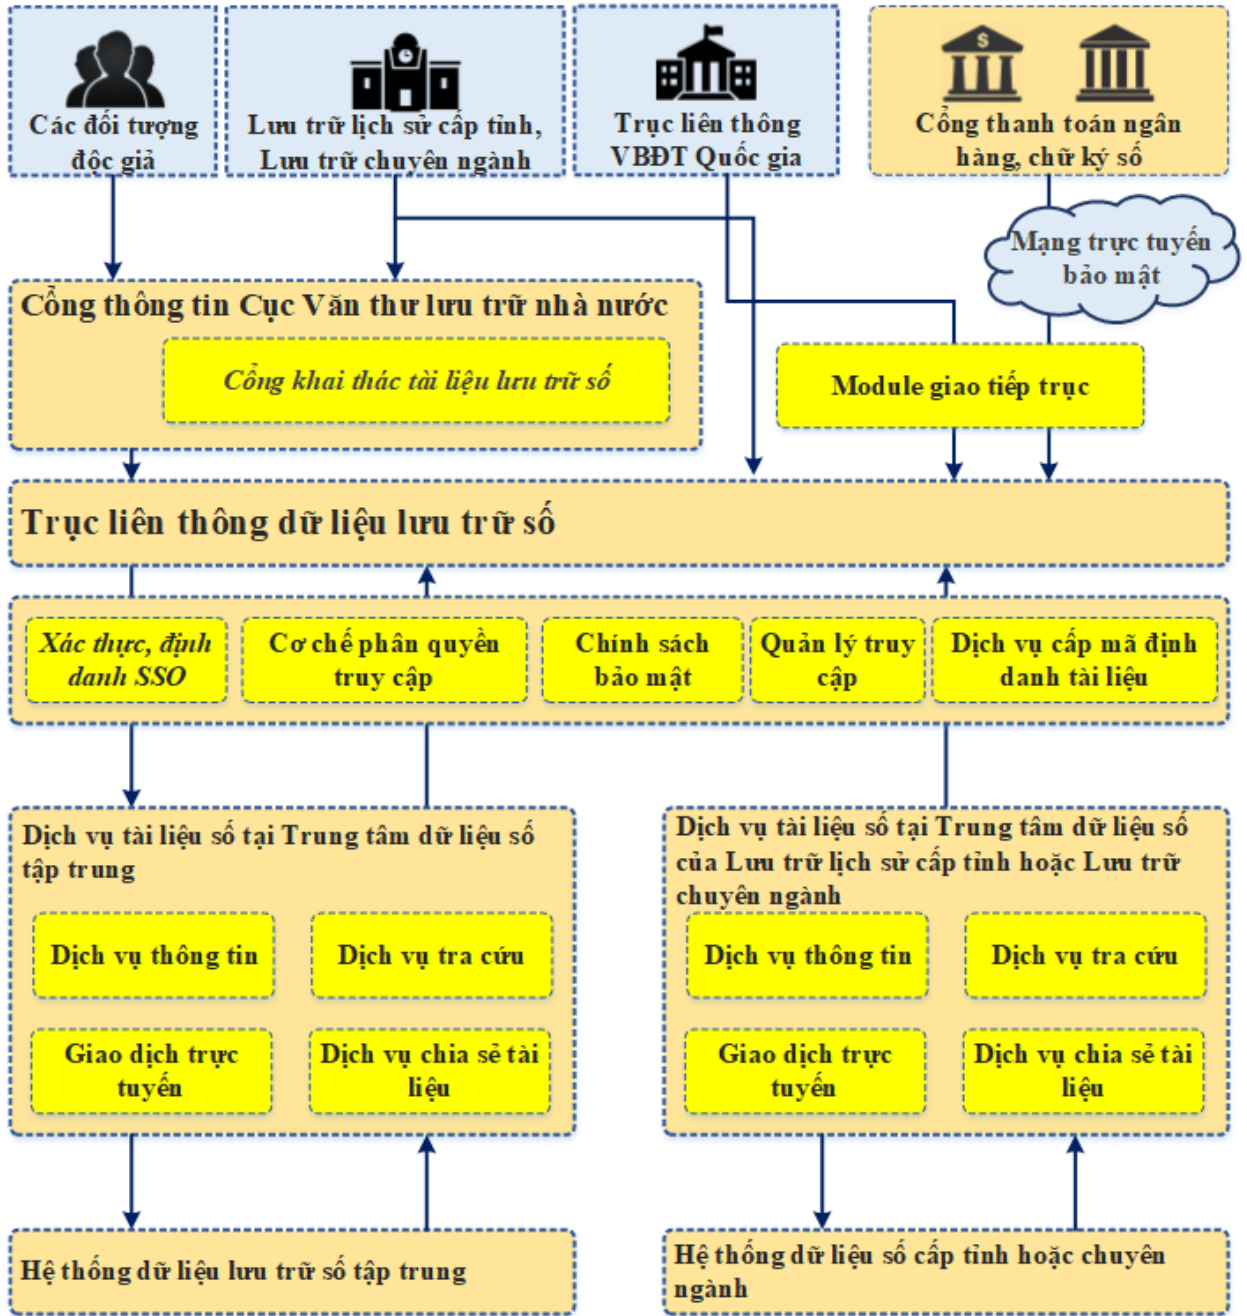 Các đối tượng
độc giả
Lưu trữ lịch sử cấp tỉnh,
Lưu trữ chuyên ngành
Trục liên thông
VBĐT Quốc gia
$
Cổng thanh toán ngân
hàng, chữ ký số
Mạng trực tuyến
bảo mật
Cổng thông tin Cục Văn thư lưu trữ nhà nước
Cổng khai thác tài liệu lưu trữ số
Module giao tiếp trục
Trục liên thông dữ liệu lưu trữ số
Xác thực, định
danh SSO
Cơ chế phân quyền
truy cập
Chính sách
bảo mật
Quản lý truy
cập
Dịch vụ cấp mã định
danh tài liệu
Dịch vụ tài liệu số tại Trung tâm dữ liệu số
tập trung
Dịch vụ thông tin
Dịch vụ tra cứu
Giao dịch trực
tuyến
Dịch vụ chia sẻ tài
liệu
Dịch vụ tài liệu số tại Trung tâm dữ liệu số
của Lưu trữ lịch sử cấp tỉnh hoặc Lưu trữ
chuyên ngành
Dịch vụ thông tin
Dịch vụ tra cứu
Giao dịch trực
tuyến
Dịch vụ chia sẻ tài
liệu
Hệ thống dữ liệu lưu trữ số tập trung
Hệ thống dữ liệu số cấp tỉnh hoặc chuyên
ngành